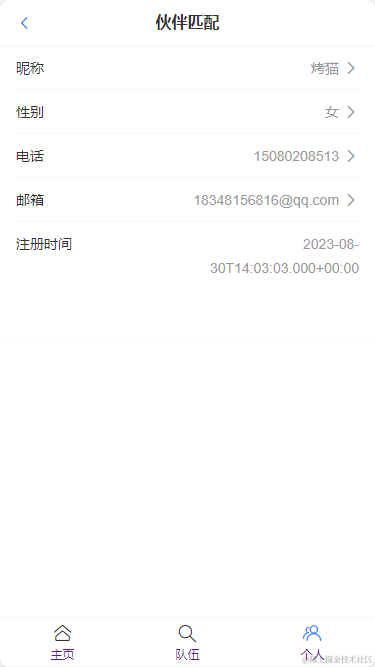 伙伴匹配
昵称 烤猫
性别 女
电话 15080208513
邮箱 18348156816@qq.com
注册时间 2023-08-
30T14:03:03.000+00:00
主页 队伍 个人
@稀土掘金技术社区